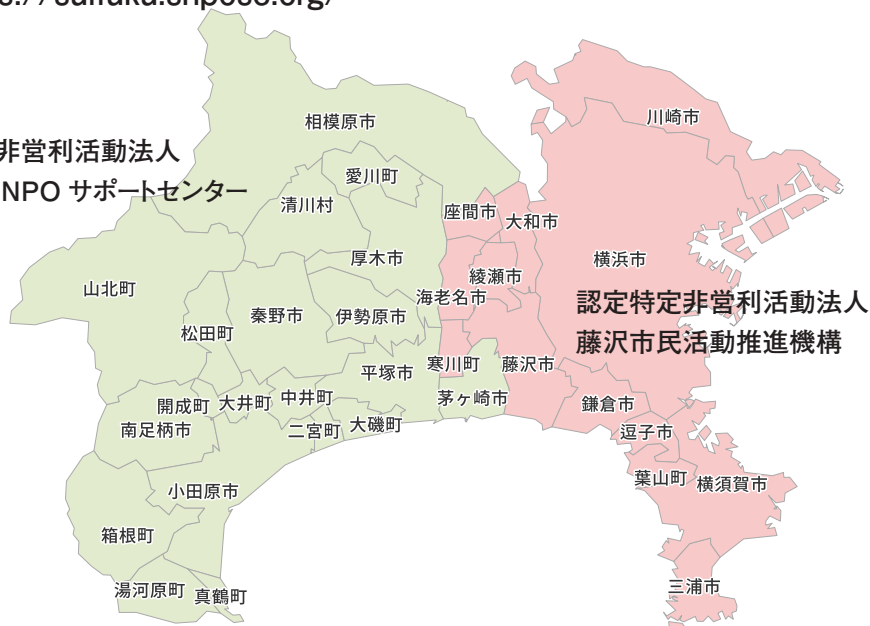 s://saifuku.snposc.org/
非営利活動法人
NPO サポートセンター
相模原市
川崎市
愛川町
清川村
座間市
大和市
厚木市
横浜市
綾瀬市
山北町
海老名市
認定特定非営利活動法人
藤沢市民活動推進機構
秦野市
伊勢原市
松田町
平塚市
寒川町
藤沢市
開成町
大井町
中井町
茅ヶ崎市
鎌倉市
南足柄市
二宮町
大磯町
逗子市
葉山町
横須賀市
小田原市
箱根町
湯河原町
真鶴町
三浦市